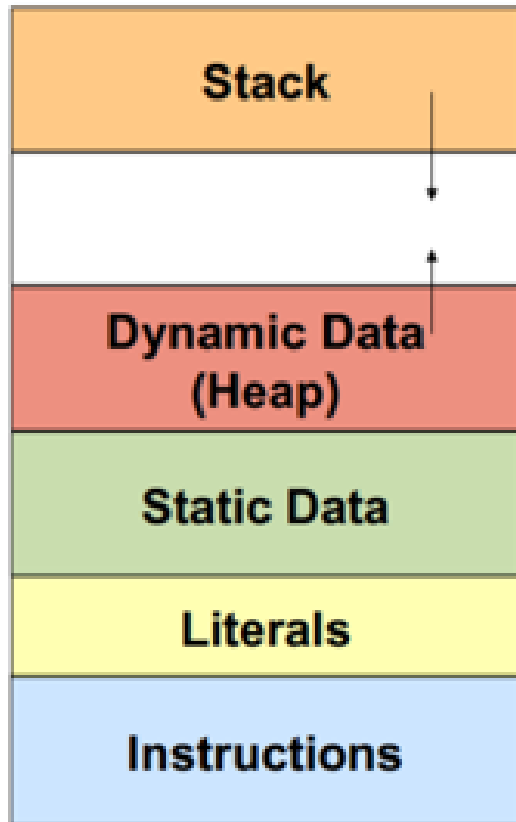 Stack
Dynamic Data
(Heap)
Static Data
Literals
Instructions